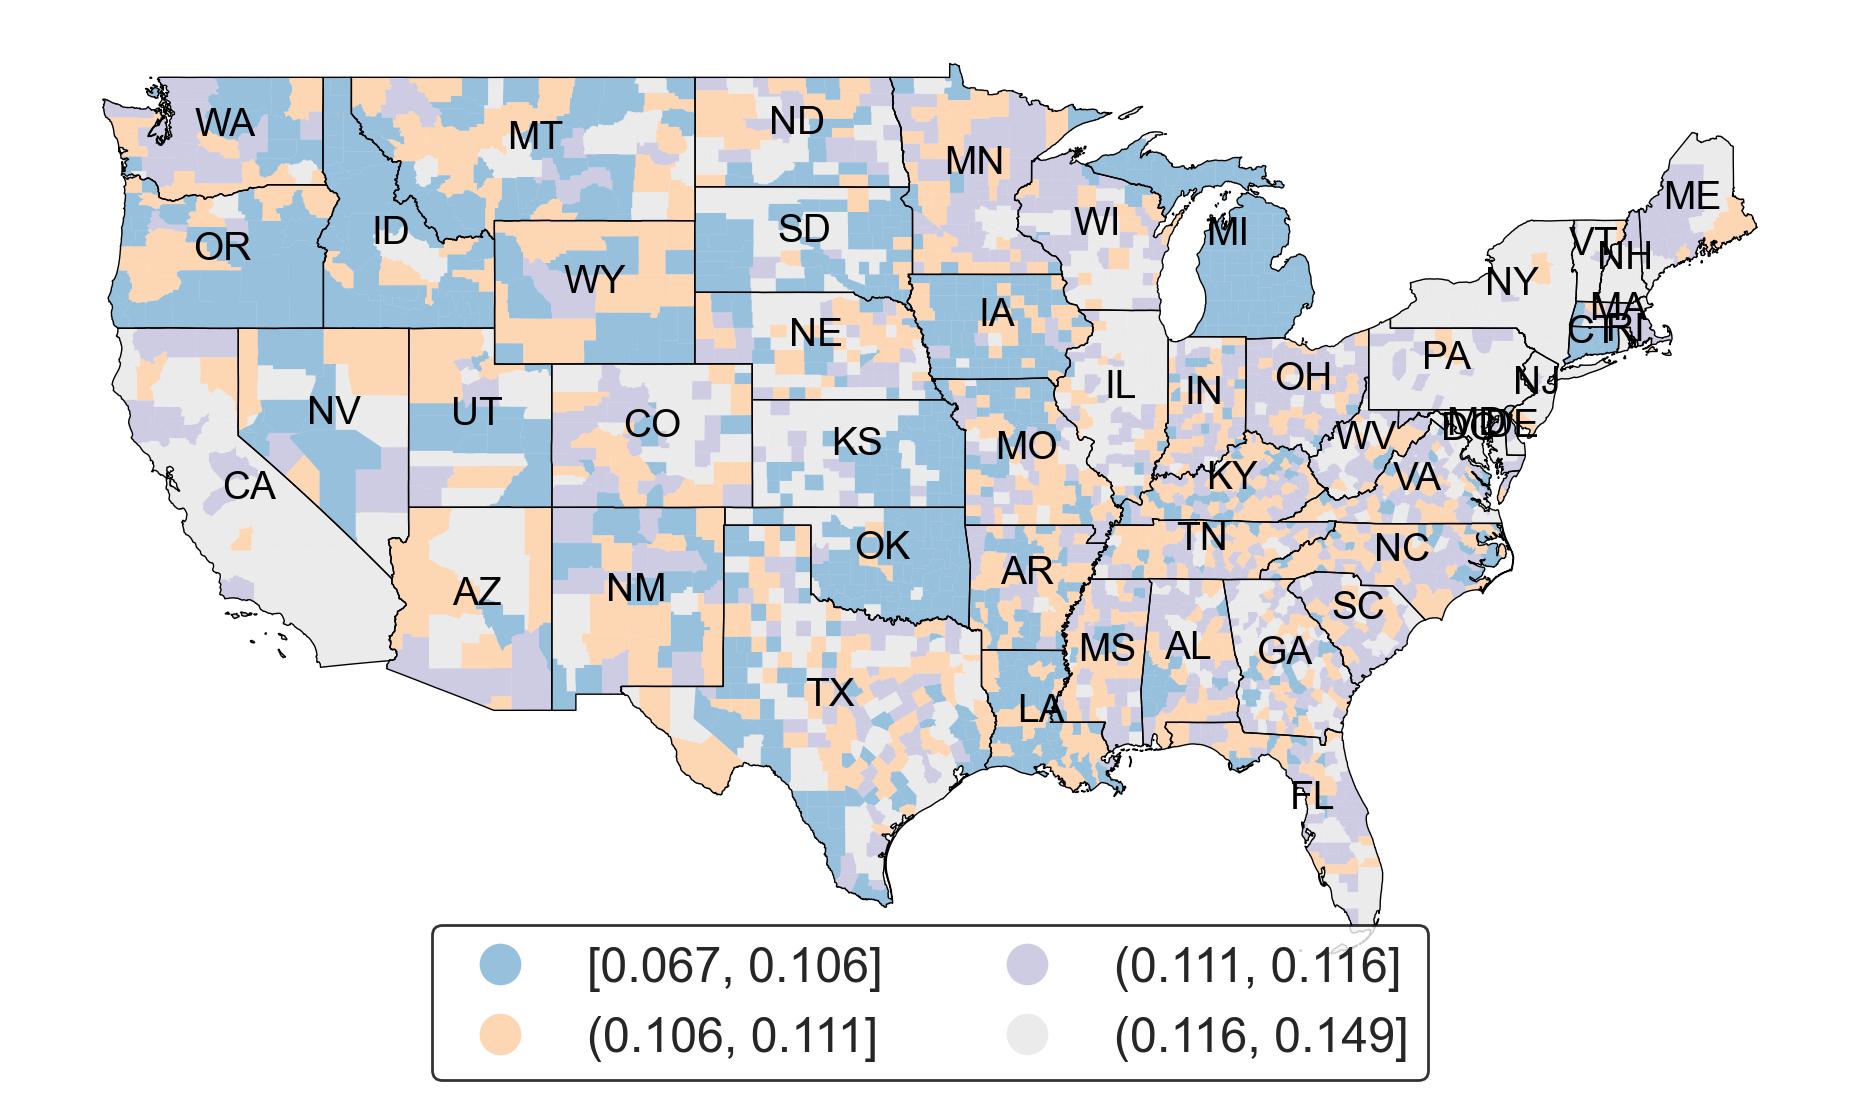 WA
MT
ND
MN
ME
OR
ID
SD
WI
MI
VT
NH
WY
NY
IA
MA
NE
CT
RI
PA
NV
UT
CO
IL
IN
OH
NJ
KS
MO
WV
DC
MD
DE
CA
KY
VA
OK
TN
NC
AZ
NM
AR
SC
MS
AL
GA
TX
LA
FL
[0.067, 0.106]
(0.106, 0.111]
(0.111, 0.116]
(0.116, 0.149]